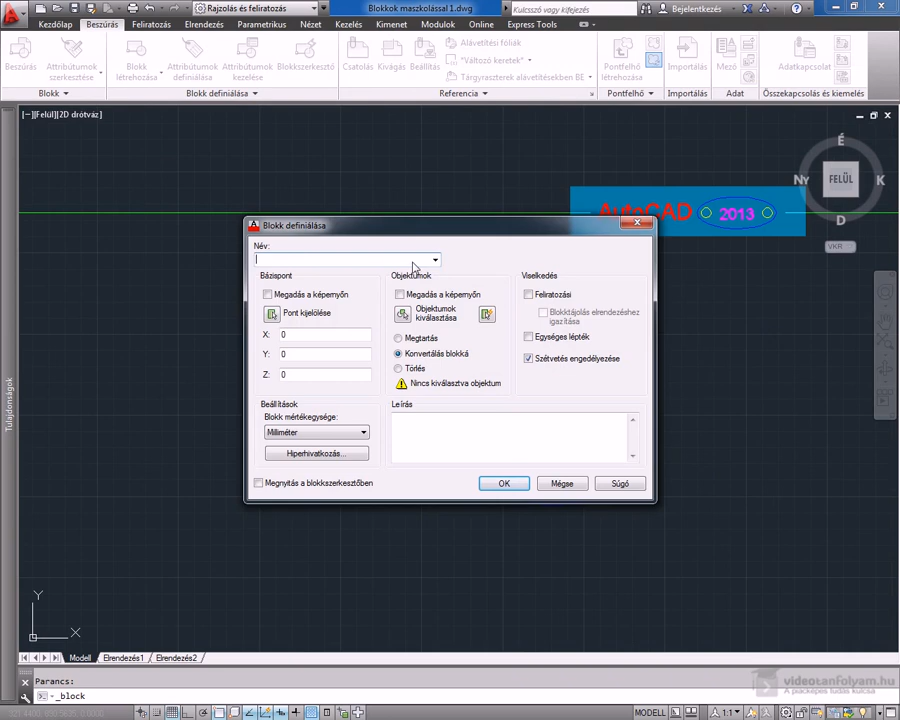 Rajzolás és feliratozás
Blokkok maszkolással 1.dwg
Kulcsszó vagy kifejezés
Bejelentkezés
Kezdőlap
Beszúrás
Feliratozás
Elrendezés
Parametrikus
Nézet
Kezelés
Kimenet
Modulok
Online
Express Tools
Beszúrás
Attribútumok szerkesztése
Blokk létrehozása
Attribútumok definiálása
Attribútumok kezelése
Blokkszerkesztő
Csatolás
Kivágás
Beállítás
Alávetítési fóliák
*Változó keretek*
Tárgyraszterek alávetítésekben BE
Pontfelhő létrehozása
Importálás
Mező
Adatkapcsolat
Blokk
Blokk definiálása
Referencia
Pontfelhő
Importálás
Adat
Összekapcsolás és kiemelés
[−][Felül][2D drótváz]
É
Ny
FELÜL
K
D
VKR
AutoCAD
2013
Tulajdonságok
Blokk definiálása
Név:
Bázispont
Megadás a képernyőn
Pont kijelölése
X: 0
Y: 0
Z: 0
Objektumok
Megadás a képernyőn
Objektumok
kiválasztása
Megtartás
Konvertálás blokká
Törlés
Nincs kiválasztva objektum
Viselkedés
Feliratozási
Blokktájolás elrendezéshez
igazítása
Egységes lépték
Szétvetés engedélyezése
Beállítások
Blokk mértékegysége:
Milliméter
Hiperhivatkozás...
Leírás
Megnyitás a blokkszerkesztőben
OK
Mégse
Súgó
Y
X
Modell
Elrendezés1
Elrendezés2
Parancs:
_block
videotanfolyam.hu
A piacképes tudás kulcsa
MODELL
1:1